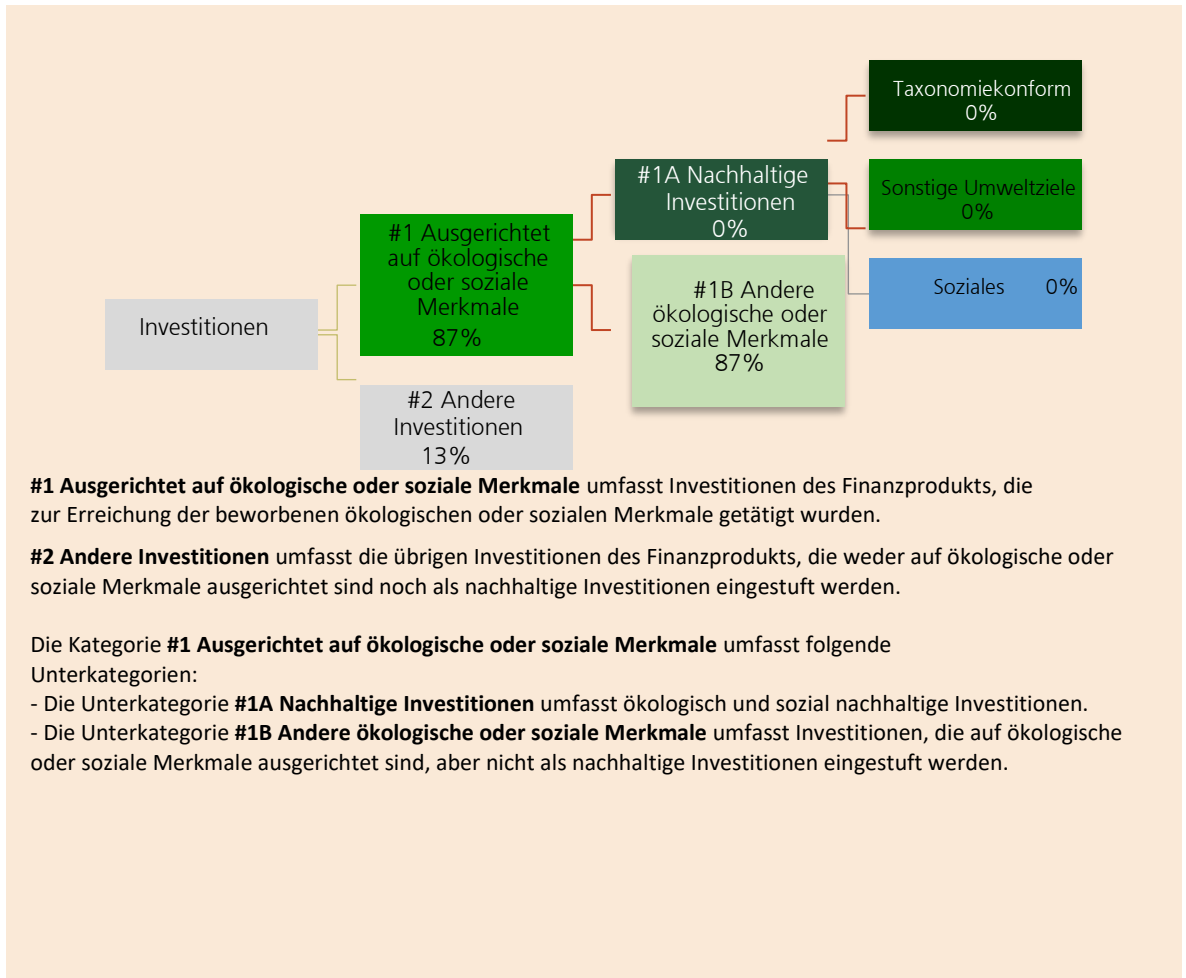 Taxonomiekonform
0%
#1A Nachhaltige
Investitionen
0%
Sonstige Umweltziele
0%
#1 Ausgerichtet
auf ökologische
oder soziale
Merkmale
87%
Soziales 0%
#1B Andere
ökologische oder
soziale Merkmale
87%
Investitionen
#2 Andere
Investitionen
13%
#1 Ausgerichtet auf ökologische oder soziale Merkmale umfasst Investitionen des Finanzprodukts, die
zur Erreichung der beworbenen ökologischen oder sozialen Merkmale getätigt wurden.
#2 Andere Investitionen umfasst die übrigen Investitionen des Finanzprodukts, die weder auf ökologische oder
soziale Merkmale ausgerichtet sind noch als nachhaltige Investitionen eingestuft werden.
Die Kategorie #1 Ausgerichtet auf ökologische oder soziale Merkmale umfasst folgende
Unterkategorien:
- Die Unterkategorie #1A Nachhaltige Investitionen umfasst ökologisch und sozial nachhaltige Investitionen.
- Die Unterkategorie #1B Andere ökologische oder soziale Merkmale umfasst Investitionen, die auf ökologische
oder soziale Merkmale ausgerichtet sind, aber nicht als nachhaltige Investitionen eingestuft werden.